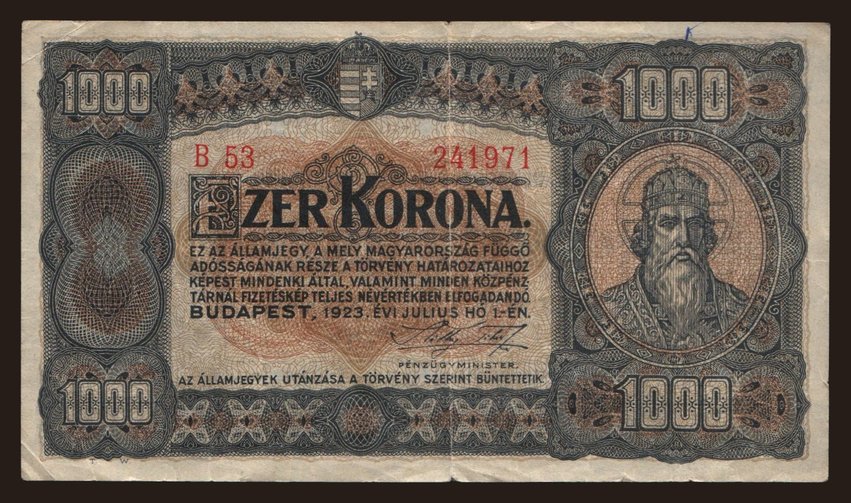 1000
1000
B 53 241971
EZER KORONA.
EZ AZ ÁLLAMJEGY, A MELY MAGYARORSZÁG FÜGGŐ
ADÓSSÁGÁNAK RÉSZE A TÖRVÉNY HATÁROZATAIHOZ
KÉPEST MINDENKI ÁLTAL, VALAMINT MINDEN KÖZPÉNZ-
TÁRNÁL FIZETÉSKÉP TELJES NÉVÉRTÉKBEN ELFOGADANDÓ.
BUDAPEST, 1923. ÉVI JULIUS HÓ 1.-ÉN.
PÉNZÜGYMINISTER.
AZ ÁLLAMJEGYEK UTÁNZÁSA A TÖRVÉNY SZERINT BÜNTETTETIK.
1000
1000